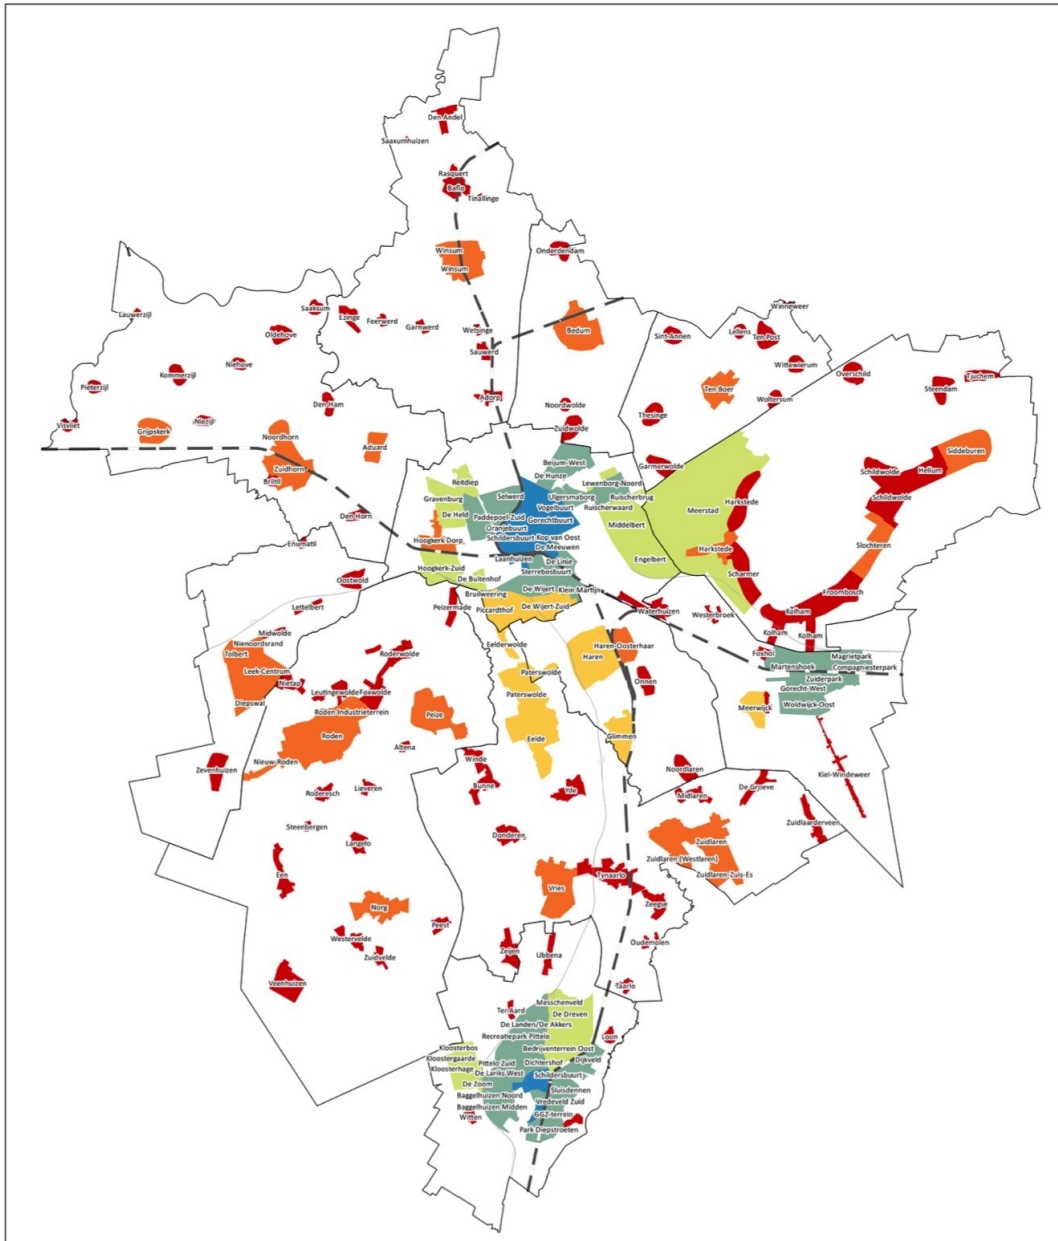 Den Andel
Saaxumhuizen
Rasquert
Baflo
Tinallinge
Winsum
Winsum
Onderdendam
Lauwerzijl
Saaksum
Ezinge
Feerwerd
Garnwerd
Oldehove
Wetsinge
Sauwerd
Bedum
Winneweer
Sint-Annen
Lellens
Ten Post
Niehove
Kommerzijl
Pieterzijl
Wittewierum
Overschild
Tjuchem
Steendam
Ten Boer
Woltersum
Den Ham
Adorp
Noordwolde
Zuidwolde
Thesinge
Visvliet
Grijpskerk
Niezijl
Noordhorn
Aduard
Zuidhorn
Briltil
Siddeburen
Hellum
Schildwolde
Schildwolde
Garmerwolde
Beijum-West
De Hunze
Lewenborg-Noord
Reitdiep
Gravenburg
Selwerd
Ulgersmaborg
Ruischerbrug
Vogelbuurt
Ruischerwaard
De Held
Paddepoel-Zuid
Gorechtbuurt
Oranjebuurt
Middelbert
Meerstad
Harkstede
Den Horn
Enumatil
Hoogkerk Dorp
Schildersbuurt
Kop van Oost
De Meeuwen
Laanhuizen
De Linie
Engelbert
Harkstede
Slochteren
Hoogkerk-Zuid
De Buitenhof
Sterrebosbuurt
Scharmer
Oostwold
Bruilweering
De Wijert
Klein Martijn
Froombosch
Lettelbert
Peizermade
Piccardthof
De Wijert-Zuid
Waterhuizen
Westerbroek
Kolham
Kolham
Kolham
Midwolde
Nienoordsrand
Tolbert
Roderwolde
Eelderwolde
Haren-Oosterhaar
Haren
Foxhol
Magrietpark
Martenshoek
Compagniesterpark
Leek-Centrum
Nietap
Leutingewolde
Foxwolde
Paterswolde
Paterswolde
Onnen
Zuiderpark
Gorecht-West
Woldwijck-Oost
Meerwijck
Diepswal
Roden Industrieterrein
Peize
Roden
Eelde
Glimmen
Altena
Nieuw-Roden
Zevenhuizen
Winde
Bunne
Yde
Noordlaren
Midlaren
De Groeve
Kiel-Windeweer
Roderesch
Lieveren
Zuidlaarderveen
Steenbergen
Langelo
Donderen
Zuidlaren
Zuidlaren (Westlaren)
Zuidlaren-Zuis-Es
Een
Vries
Tynaarlo
Zeegse
Norg
Peest
Westervelde
Zuidvelde
Zeijen
Ubbena
Oudemolen
Veenhuizen
Taarlo
Messchenveld
Ter Aard
De Dreven
De Landen/De Akkers
Recreatiepark Pittelo
Loon
Kloosterbos
Bedrijventerrein Oost
Kloostergaarde
Pittelo Zuid
Dichtershof
Dijkveld
Kloosterhage
De Lariks West
Schildersbuurt
De Zoom
Sluisdennen
Baggelhuizen Noord
Vredeveld Zuid
Baggelhuizen Midden
GGZ-terrein
Witten
Park Diepstroeten